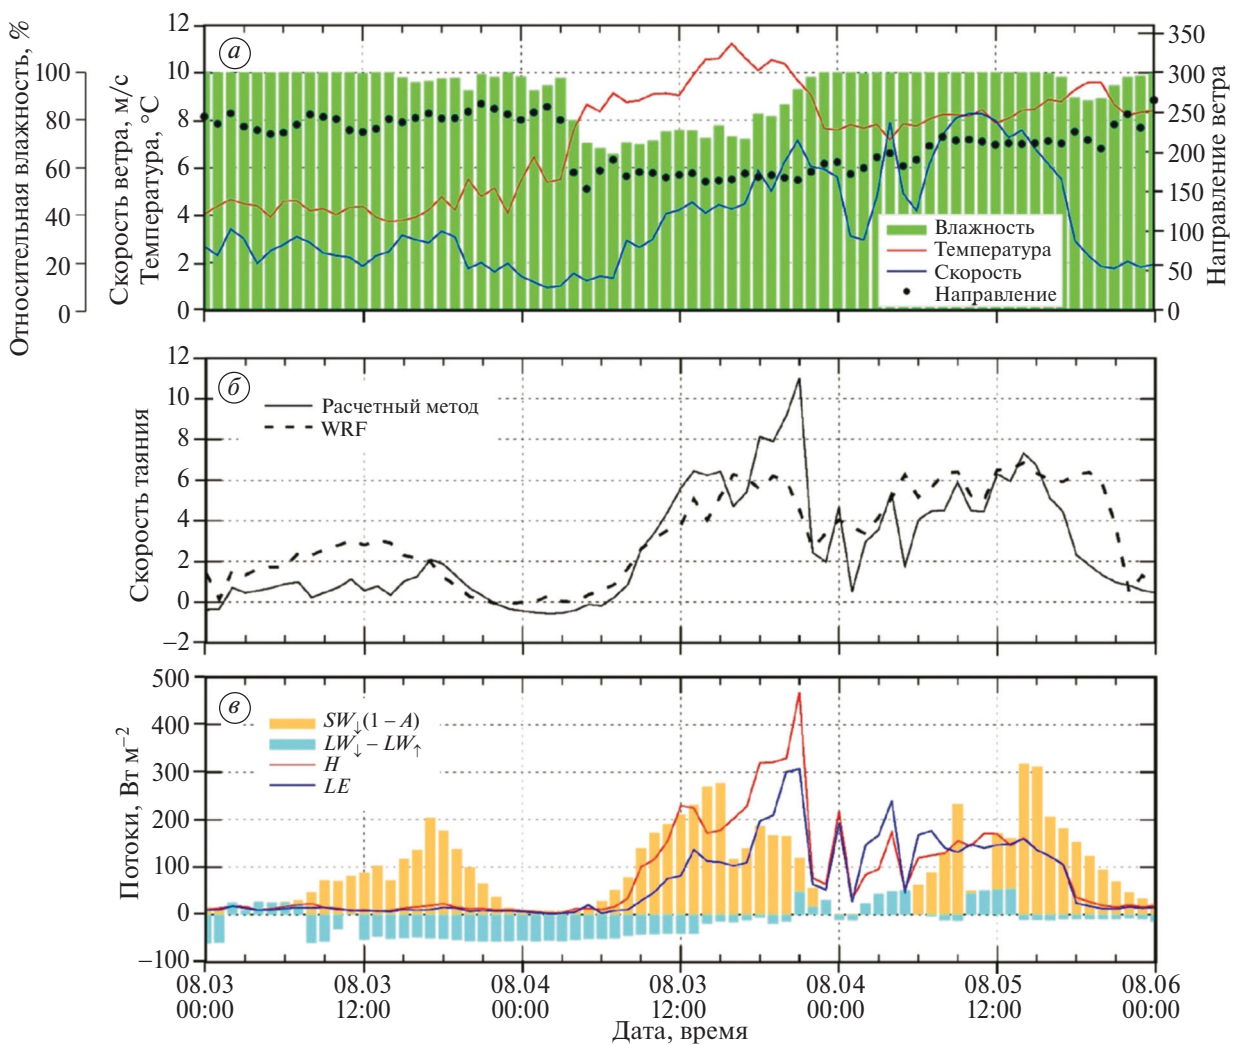 а
Относительная влажность, %
100
80
60
40
20
0
Скорость ветра, м/с
Температура, °С
12
10
8
6
4
2
0
350
300
250
200
150
100
50
0
Направление ветра
Влажность
Температура
Скорость
Направление
б
Скорость таяния
12
10
8
6
4
2
0
−2
Расчетный метод
WRF
в
Потоки, Вт м−2
500
400
300
200
100
0
−100
SW↓(1 – A)
LW↓ – LW↑
H
LE
08.03 08.03 08.04 08.03 08.04 08.05 08.06
00:00 12:00 00:00 12:00 00:00 12:00 00:00
Дата, время